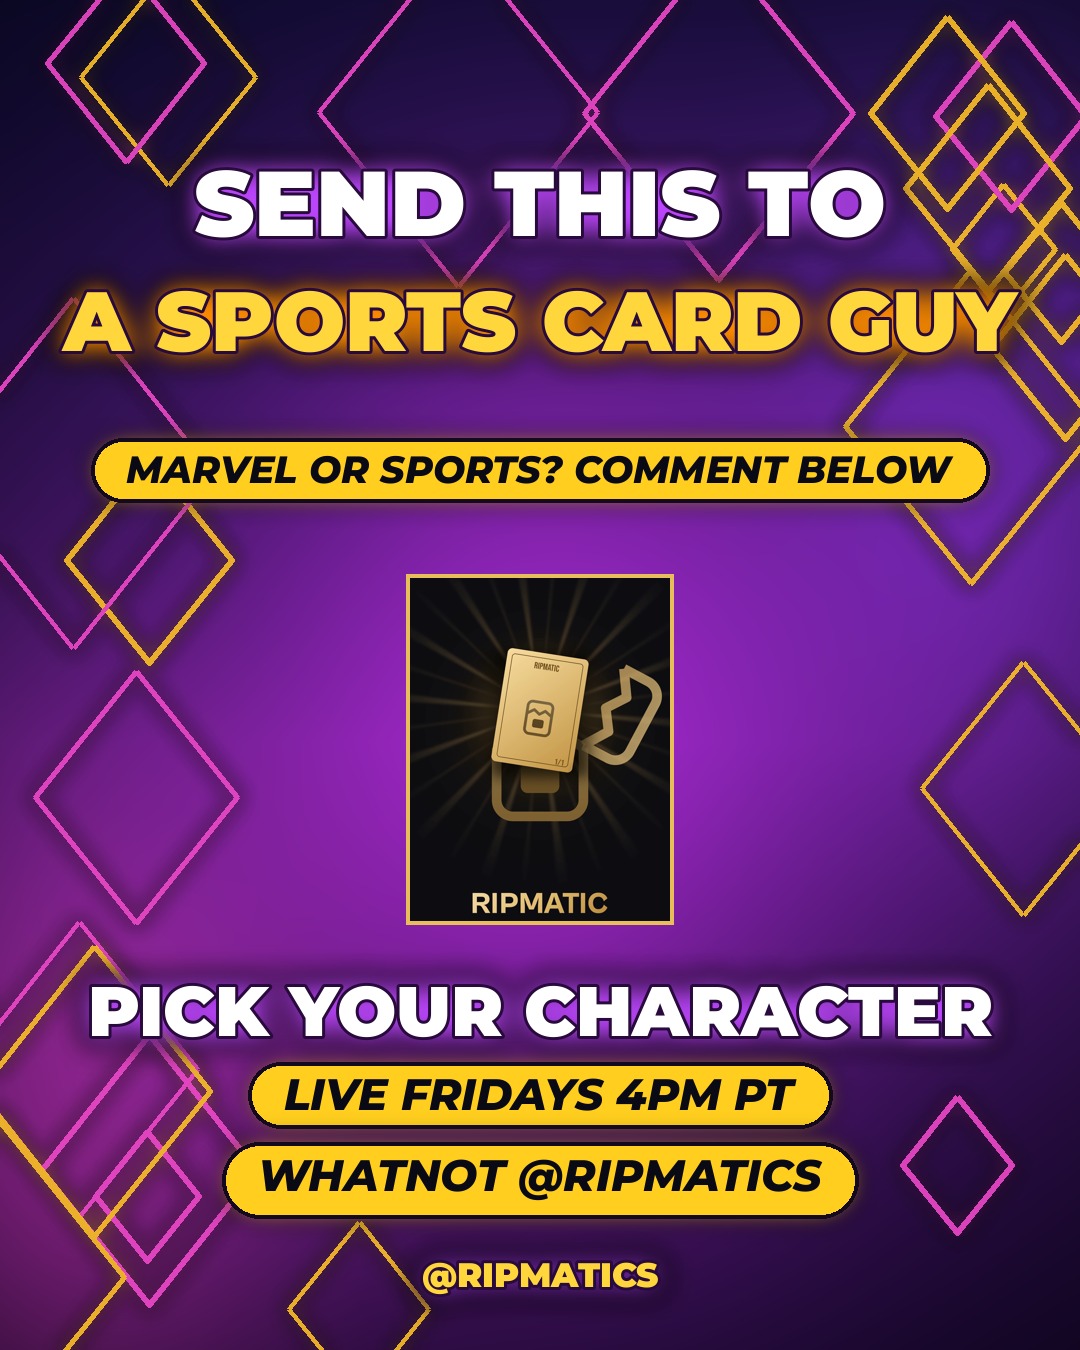 SEND THIS TO
A SPORTS CARD GUY
MARVEL OR SPORTS? COMMENT BELOW
RIPMATIC
1/1
RIPMATIC
PICK YOUR CHARACTER
LIVE FRIDAYS 4PM PT
WHATNOT @RIPMATICS
@RIPMATICS